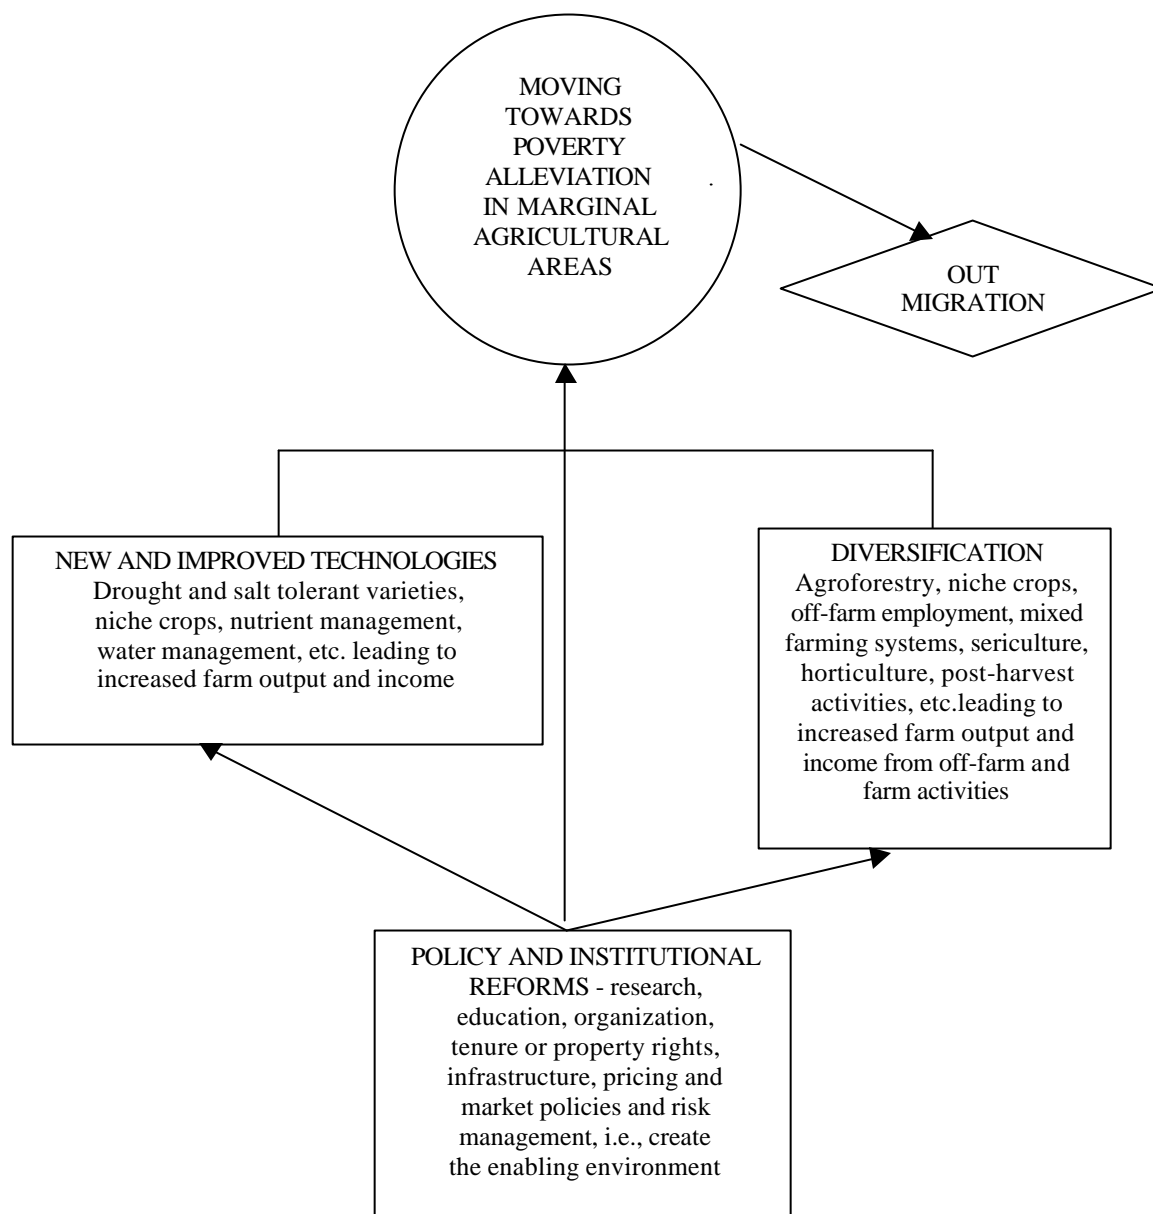 MOVING
TOWARDS
POVERTY
ALLEVIATION
IN MARGINAL
AGRICULTURAL
AREAS
OUT
MIGRATION
NEW AND IMPROVED TECHNOLOGIES
Drought and salt tolerant varieties,
niche crops, nutrient management,
water management, etc. leading to
increased farm output and income
DIVERSIFICATION
Agroforestry, niche crops,
off-farm employment, mixed
farming systems, sericulture,
horticulture, post-harvest
activities, etc.leading to
increased farm output and
income from off-farm and
farm activities
POLICY AND INSTITUTIONAL
REFORMS - research,
education, organization,
tenure or property rights,
infrastructure, pricing and
market policies and risk
management, i.e., create
the enabling environment